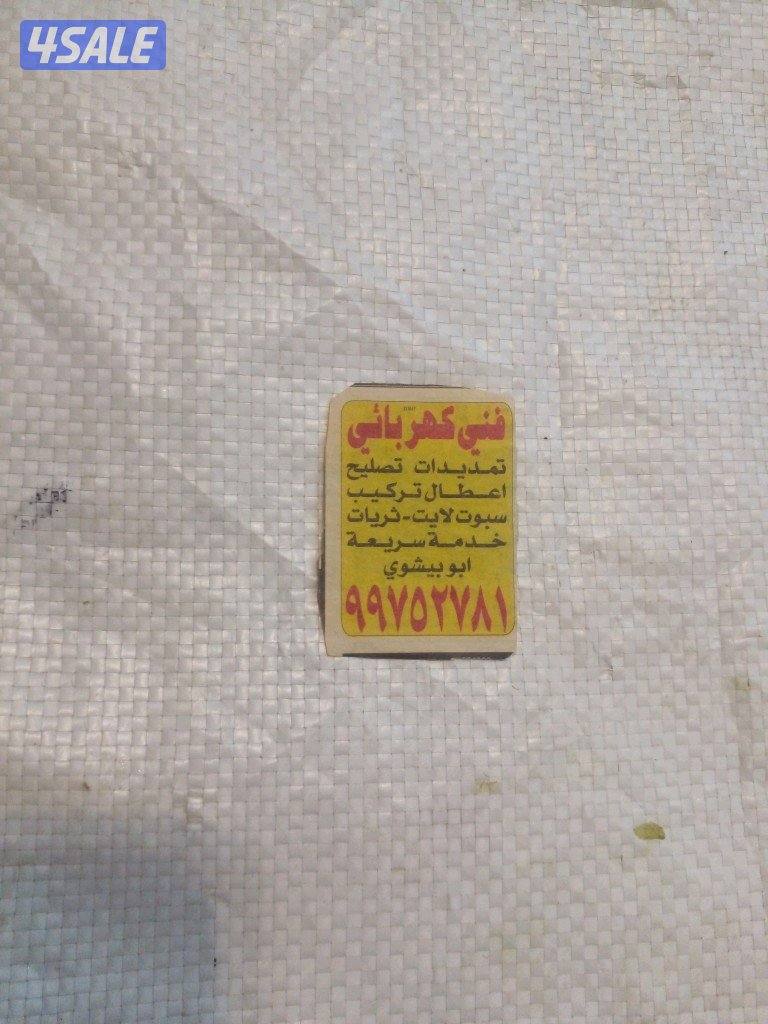 4SALE
فني كهربائي
تمديدات تصليح
اعطال تركيب
سبوت لايت - ثريات
خدمة سريعة
ابو بيشوي
٩٩٧٥٢٧٨١